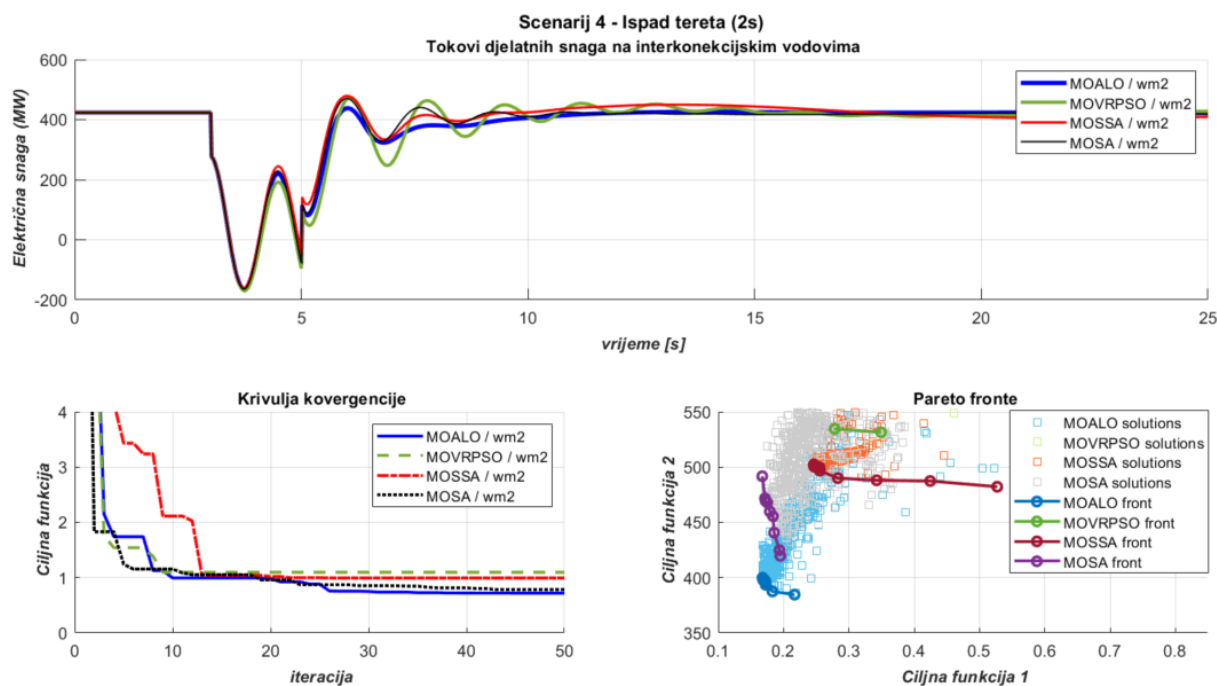 Scenarij 4 - Ispad tereta (2s)
Tokovi djelatnih snaga na interkonekcijskim vodovima
Električna snaga (MW)
600
400
200
0
-200
0
5
10
15
20
25
vrijeme [s]
MOALO / wm2
MOVRPSO / wm2
MOSSA / wm2
MOSA / wm2
Krivulja kovergencije
Ciljna funkcija
4
3
2
1
0
0
10
20
30
40
50
iteracija
MOALO / wm2
MOVRPSO / wm2
MOSSA / wm2
MOSA / wm2
Pareto fronte
Ciljna funkcija 2
550
500
450
400
350
0.1
0.2
0.3
0.4
0.5
0.6
0.7
0.8
Ciljna funkcija 1
MOALO solutions
MOVRPSO solutions
MOSSA solutions
MOSA solutions
MOALO front
MOVRPSO front
MOSSA front
MOSA front